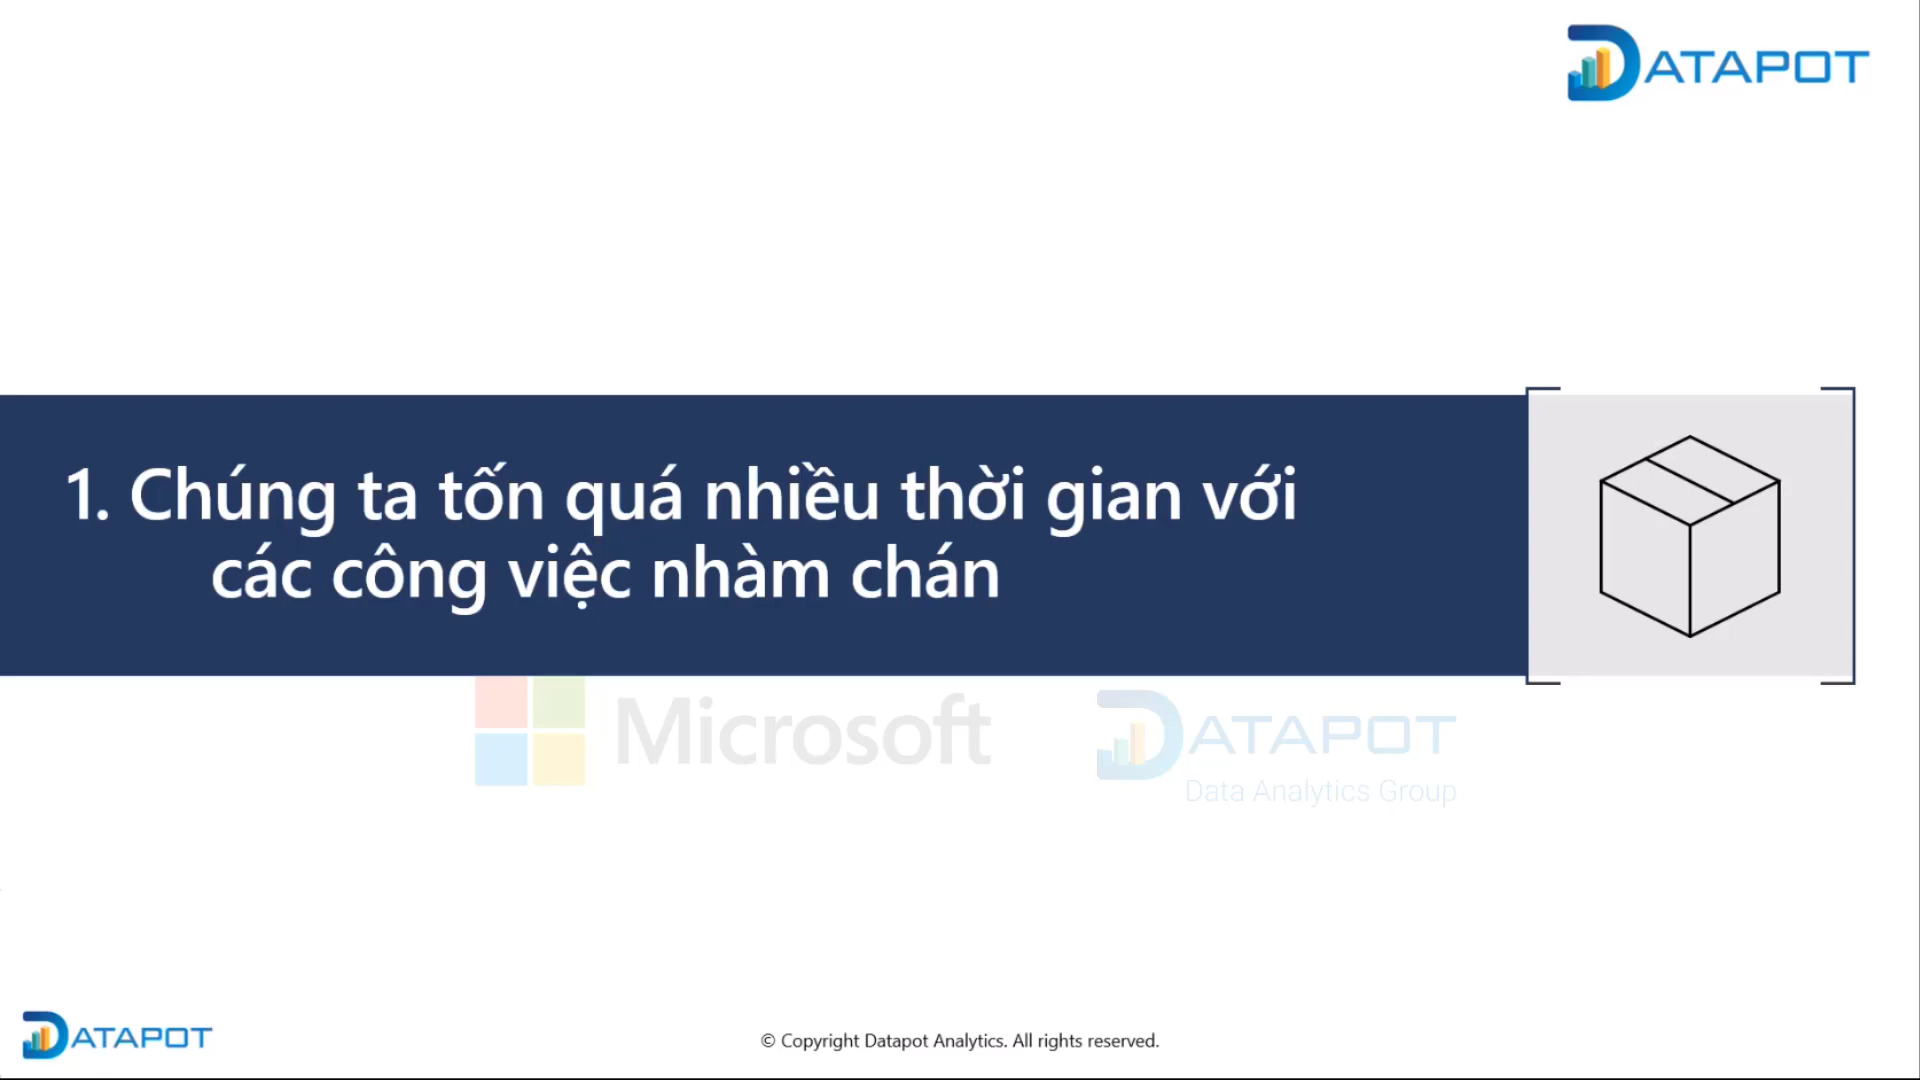 DATAPOT
1. Chúng ta tốn quá nhiều thời gian với
các công việc nhàm chán
Microsoft
DATAPOT
Data Analytics Group
DATAPOT
© Copyright Datapot Analytics. All rights reserved.